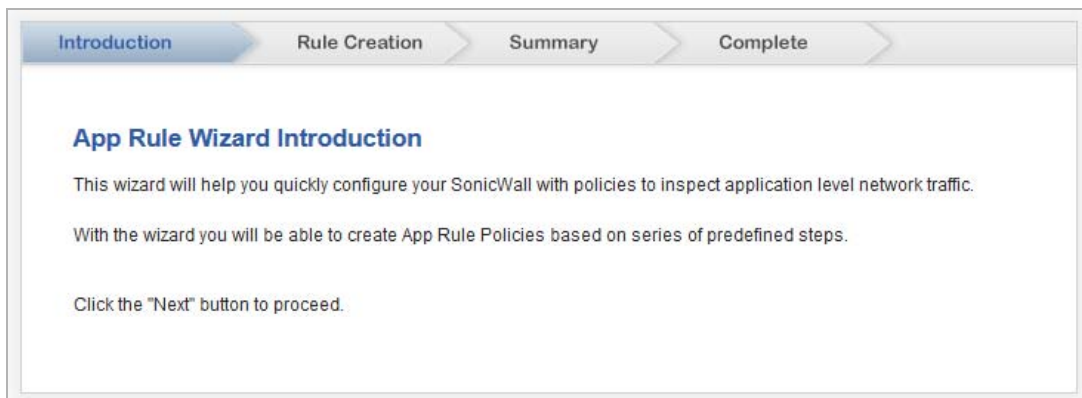 Introduction Rule Creation Summary Complete
App Rule Wizard Introduction
This wizard will help you quickly configure your SonicWall with policies to inspect application level network traffic.
With the wizard you will be able to create App Rule Policies based on series of predefined steps.
Click the "Next" button to proceed.